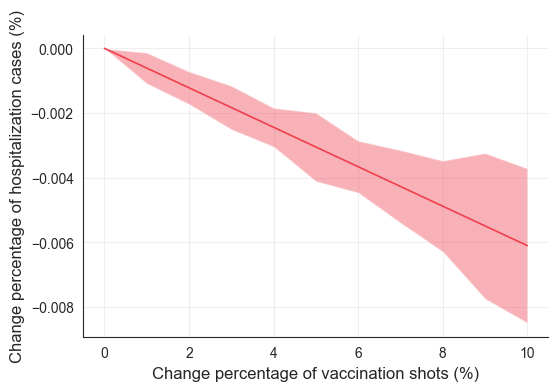 Change percentage of hospitalization cases (%)
0.000
−0.002
−0.004
−0.006
−0.008
0 2 4 6 8 10
Change percentage of vaccination shots (%)